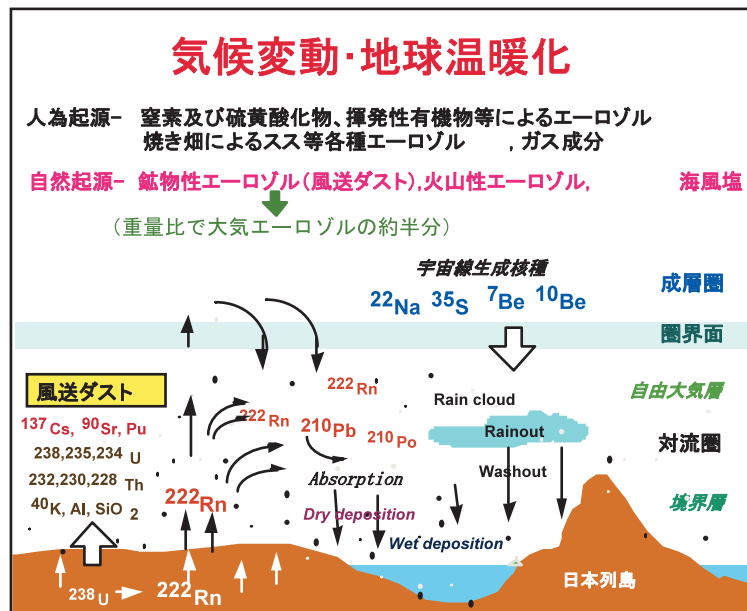 気候変動・地球温暖化
人為起源− 窒素及び硫黄酸化物、揮発性有機物等によるエーロゾル
焼き畑によるスス等各種エーロゾル , ガス成分
自然起源− 鉱物性エーロゾル(風送ダスト),火山性エーロゾル, 海風塩
(重量比で大気エーロゾルの約半分)
宇宙線生成核種
22Na 35S 7Be 10Be
成層圏
圏界面
風送ダスト
137Cs, 90Sr, Pu
238,235,234 U
232,230,228 Th
40K, Al, SiO 2
222Rn
222Rn
210Pb
210Po
222Rn
Absorption
Dry deposition
Wet deposition
Rain cloud
Rainout
Washout
自由大気層
対流圏
境界層
238U
222Rn
日本列島